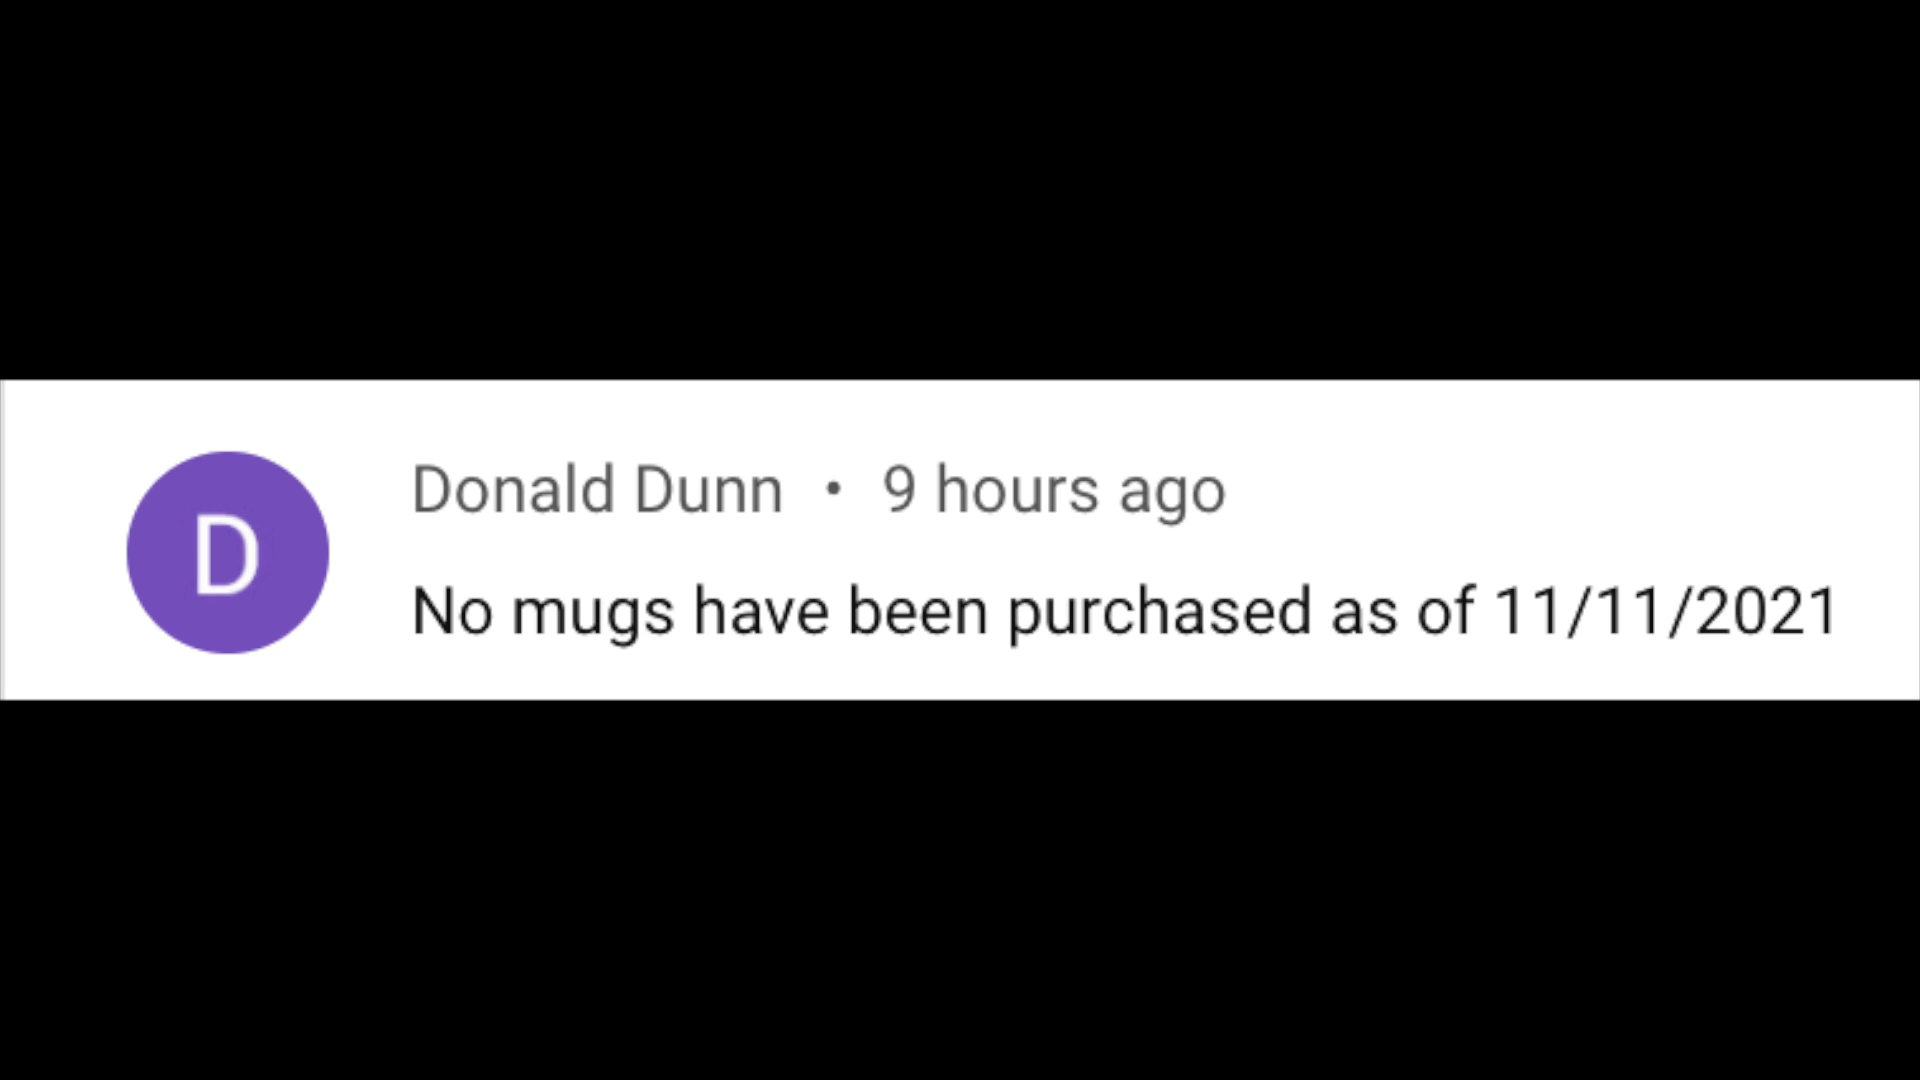 D
Donald Dunn • 9 hours ago
No mugs have been purchased as of 11/11/2021